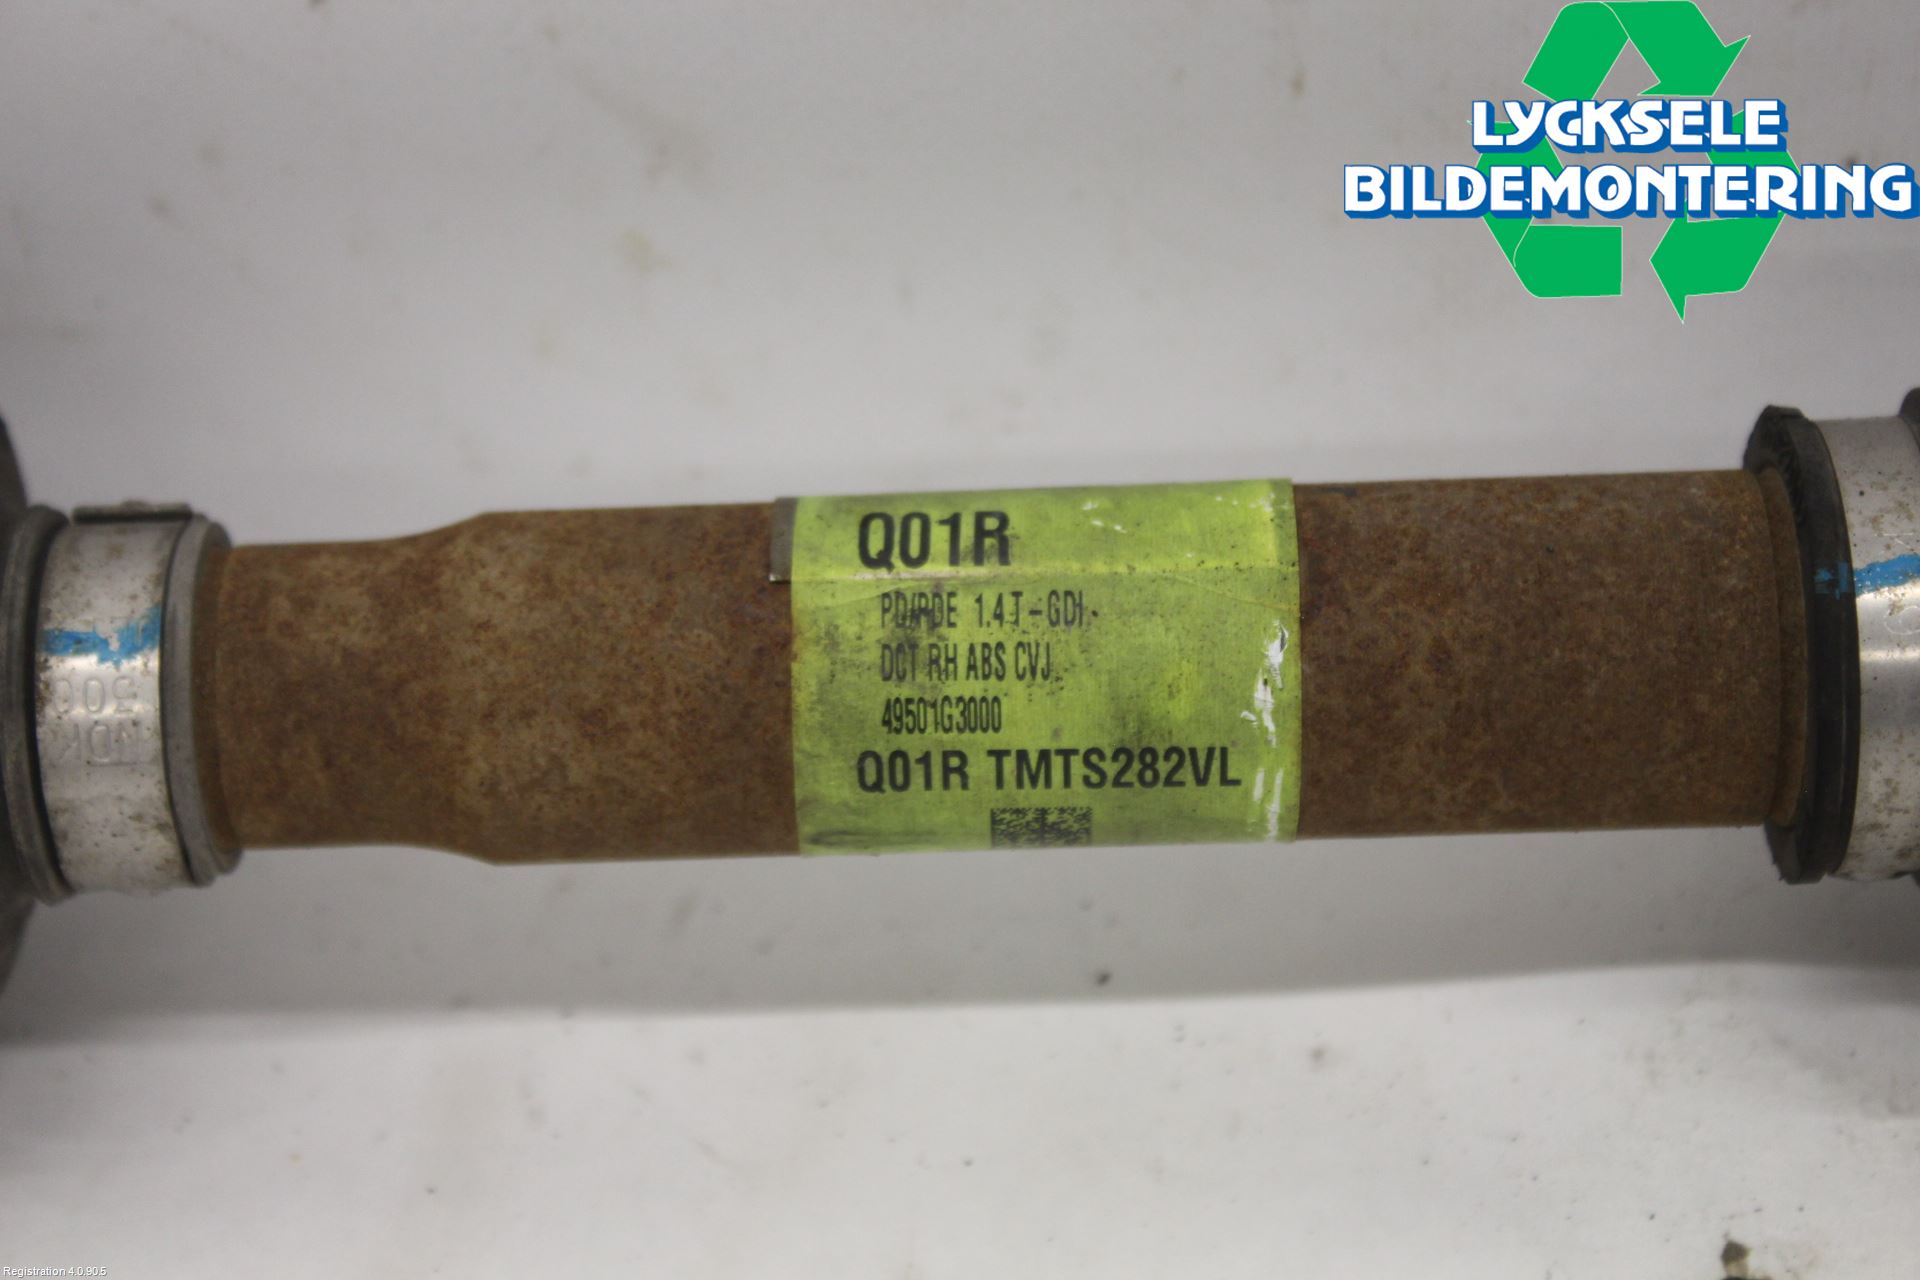 LYCKSELE
BILDEMONTERING
Q01R
PD/PDE 1.4T-GDI
DCT RH ABS CVJ
49501G3000
Q01R TMTS282VL
Registration 4.0.90.5